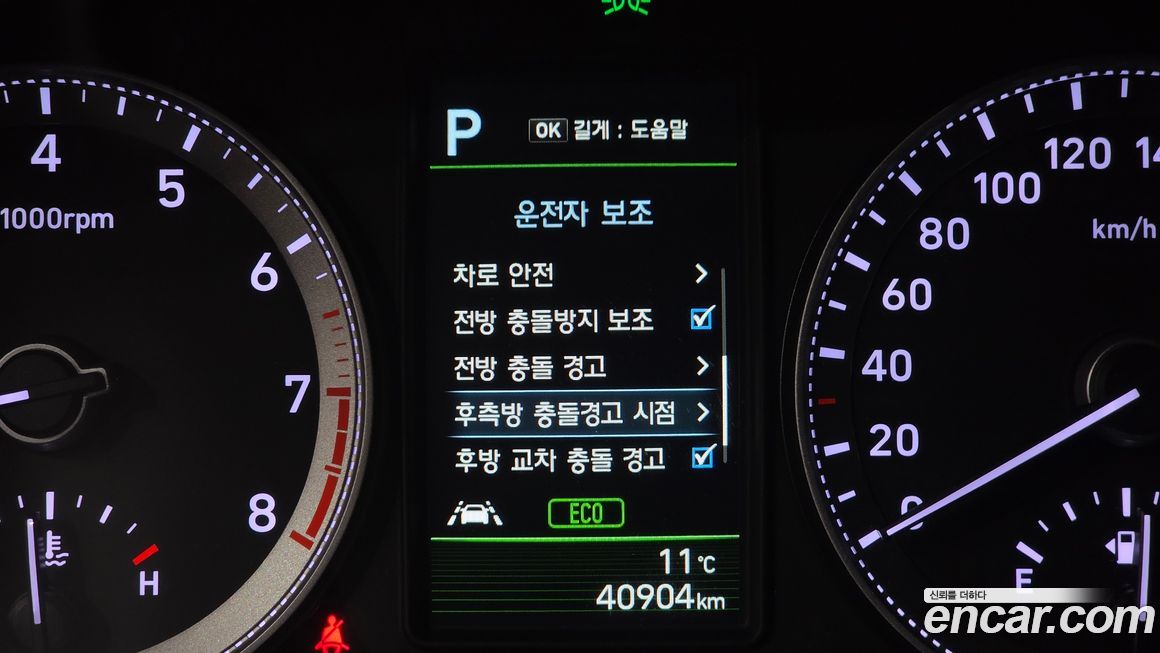 P
OK 길게 : 도움말
운전자 보조
차로 안전
전방 충돌방지 보조
전방 충돌 경고
후측방 충돌경고 시점
후방 교차 충돌 경고
ECO
11℃
40904km
4
5
6
7
8
1000rpm
H
120
100
80
60
40
20
0
km/h
E
신뢰를 더하다
encar.com